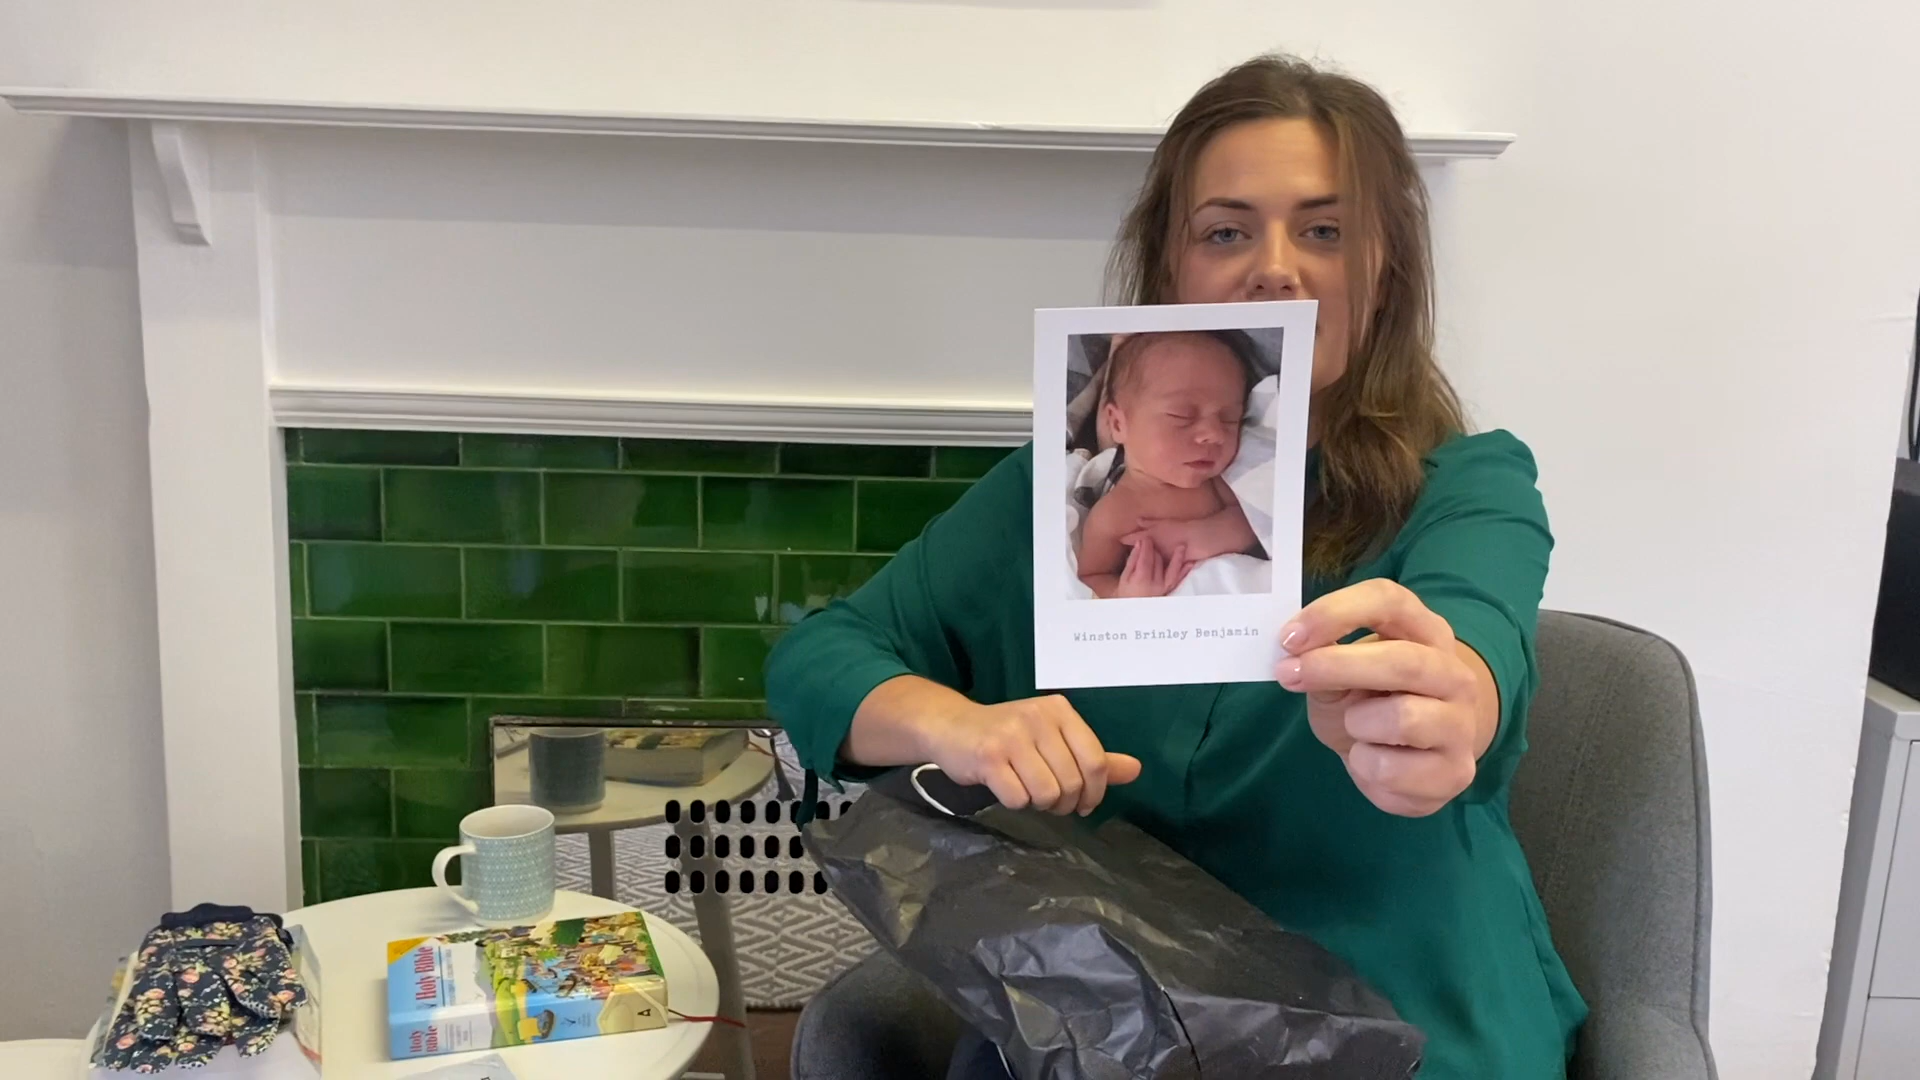 Winston Brinley Benjamin
Holy Bible
Holy
Bible
A